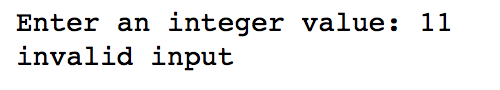 Enter an integer value: 11
invalid input